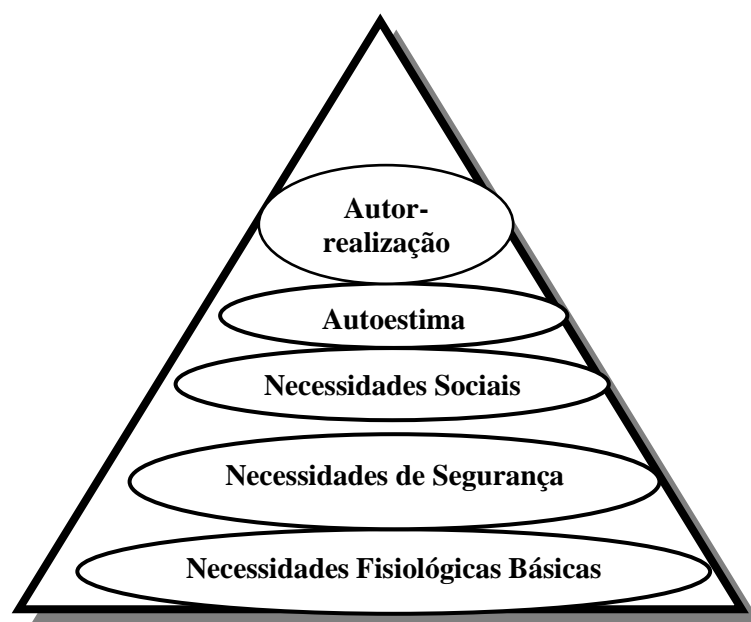 Autor-
realização
Autoestima
Necessidades Sociais
Necessidades de Segurança
Necessidades Fisiológicas Básicas